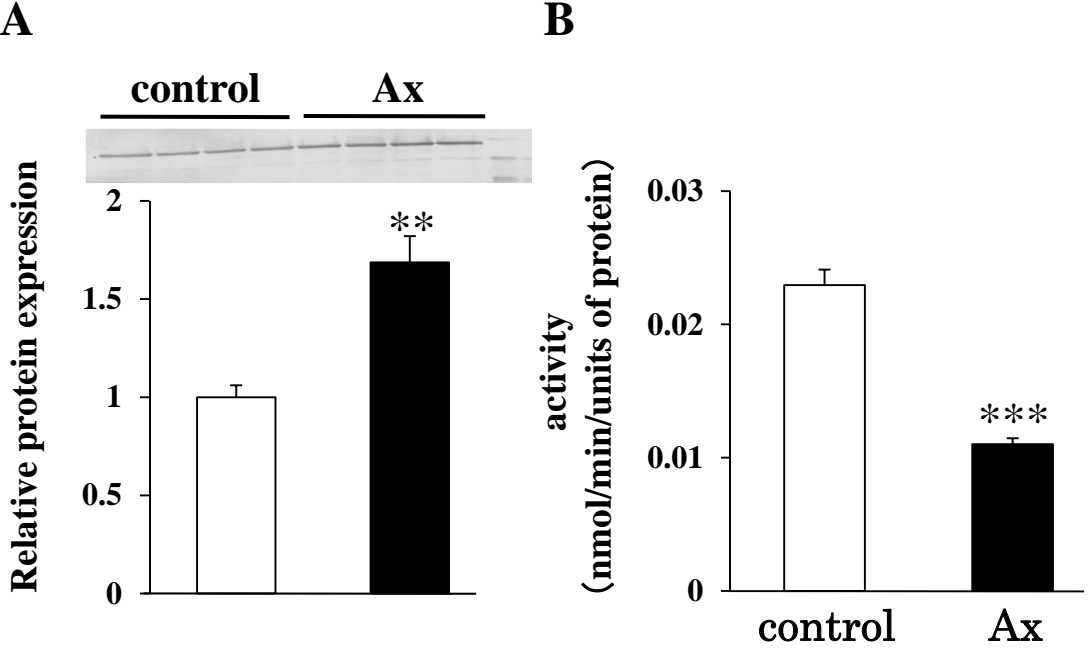 A
control
Ax
Relative protein expression
2
1.5
1
0.5
0
**
B
activity
(nmol/min/units of protein)
0.03
0.02
0.01
0
***
control
Ax